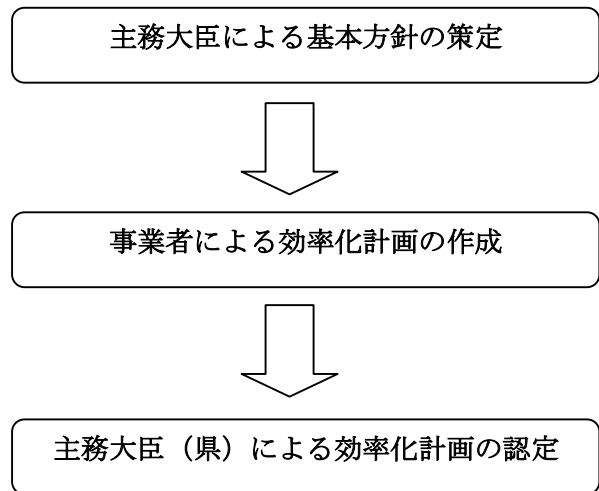 主務大臣による基本方針の策定
事業者による効率化計画の作成
主務大臣（県）による効率化計画の認定